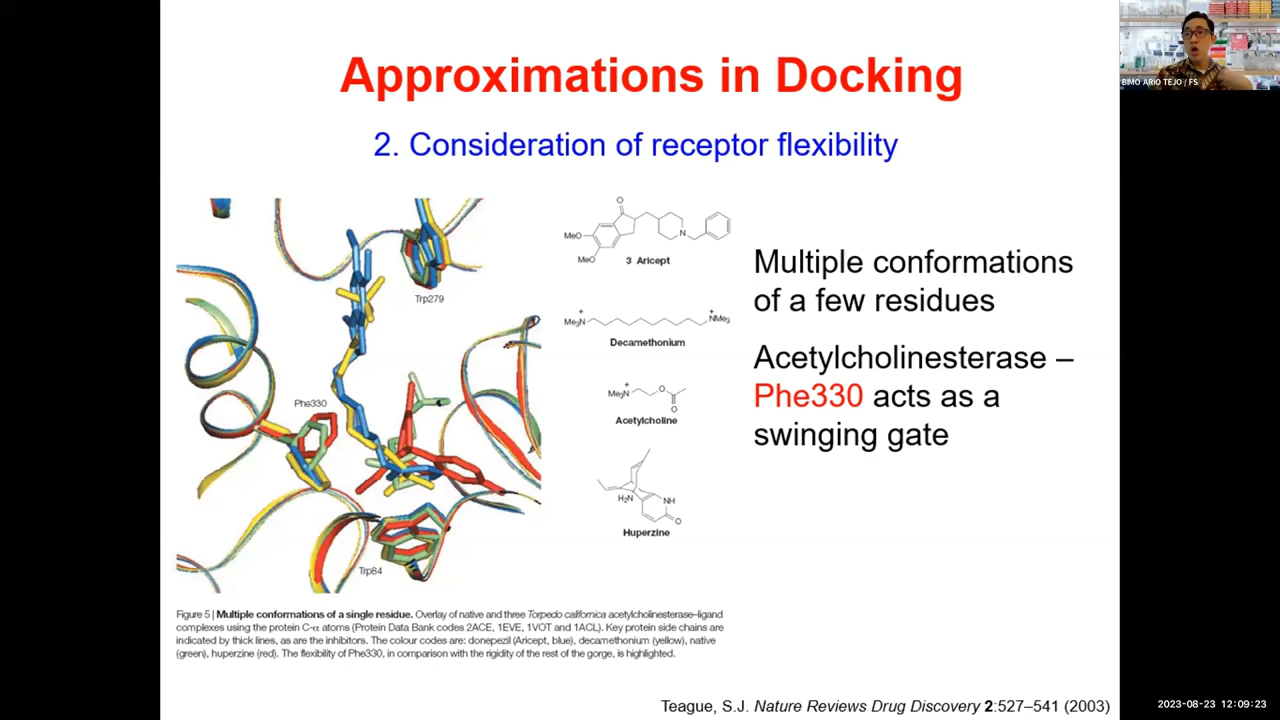 BIMO ARIO TEJO / FS
Approximations in Docking
2. Consideration of receptor flexibility
Trp279
Phe330
Trp84
O
MeO
MeO
N
3 Aricept
+
Me₃N
+
NMe₃
Decamethonium
+
Me₃N
O
O
Acetylcholine
H₂N
NH
O
Huperzine
Multiple conformations
of a few residues
Acetylcholinesterase –
Phe330 acts as a
swinging gate
Figure 5 | Multiple conformations of a single residue. Overlay of native and three Torpedo californica acetylcholinesterase–ligand
complexes using the protein C-α atoms (Protein Data Bank codes 2ACE, 1EVE, 1VOT and 1ACL). Key protein side chains are
indicated by thick lines, as are the inhibitors. The colour codes are: donepezil (Aricept, blue), decamethonium (yellow), native
(green), huperzine (red). The flexibility of Phe330, in comparison with the rigidity of the rest of the gorge, is highlighted.
Teague, S.J. Nature Reviews Drug Discovery 2:527–541 (2003)
2023-08-23 12:09:23